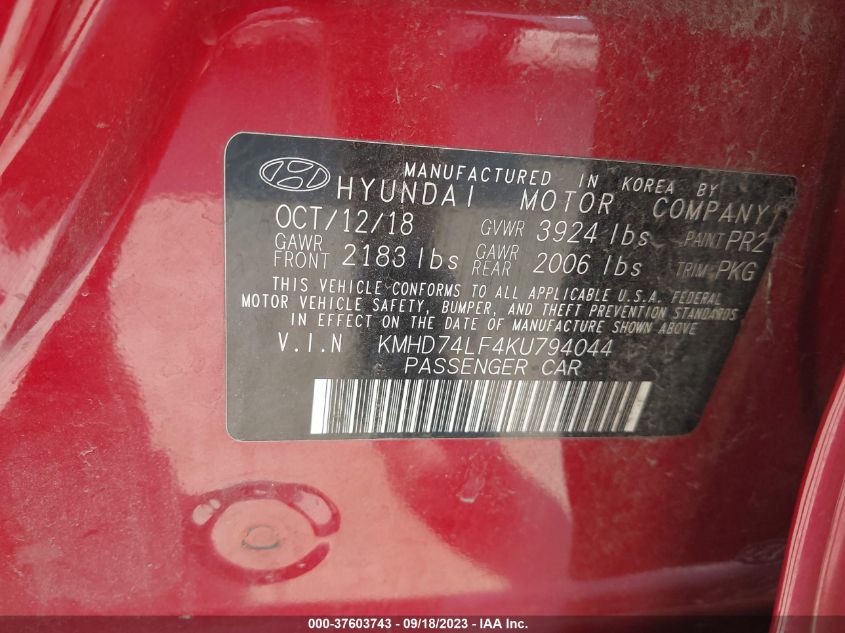 MANUFACTURED IN KOREA BY
HYUNDAI MOTOR COMPANY
OCT/12/18 GVWR 3924 lbs PAINT PR2
GAWR FRONT 2183 lbs GAWR REAR 2006 lbs TRIM PKG
THIS VEHICLE CONFORMS TO ALL APPLICABLE U.S.A. FEDERAL
MOTOR VEHICLE SAFETY, BUMPER, AND THEFT PREVENTION STANDARDS
IN EFFECT ON THE DATE OF MANUFACTURE SHOWN ABOVE
V.I.N KMHD74LF4KU794044
PASSENGER CAR
000-37603743 - 09/18/2023 - IAA Inc.